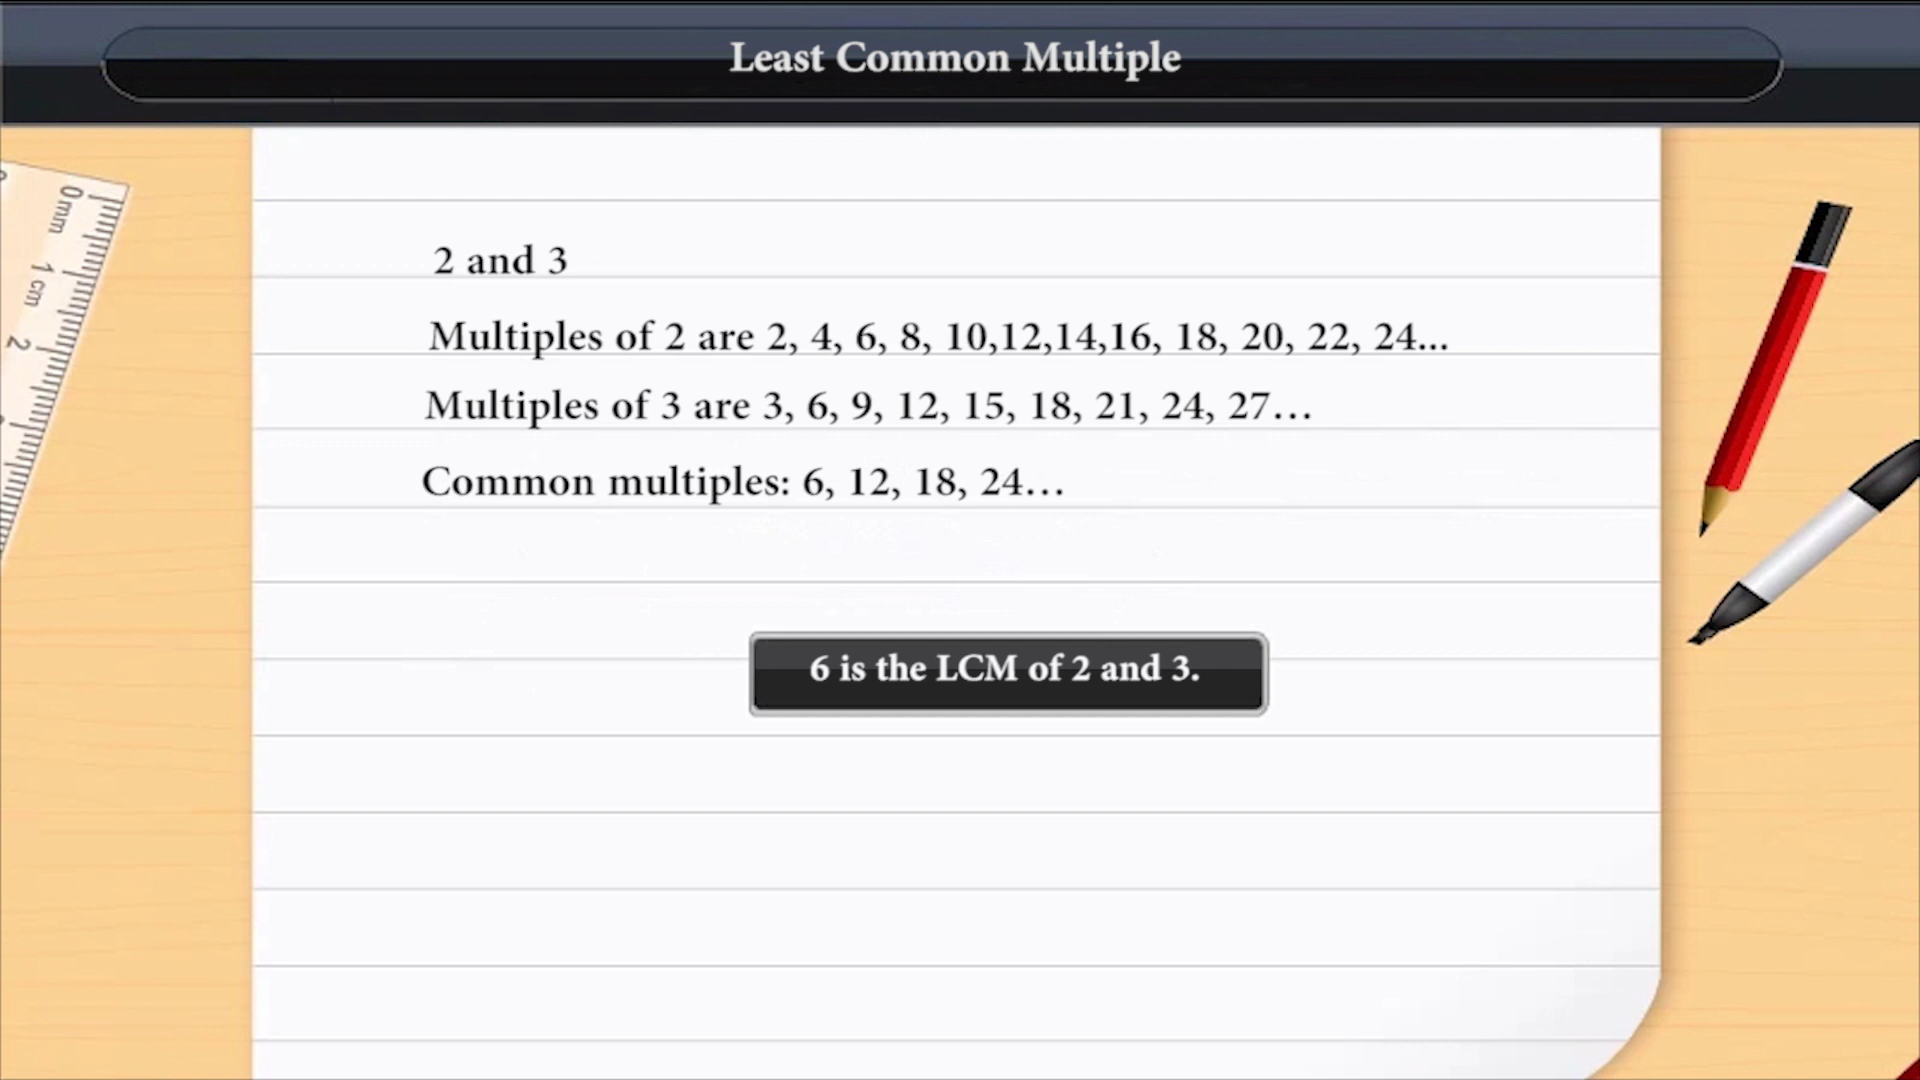 Least Common Multiple
0mm
1 cm
2
2 and 3
Multiples of 2 are 2, 4, 6, 8, 10,12,14,16, 18, 20, 22, 24...
Multiples of 3 are 3, 6, 9, 12, 15, 18, 21, 24, 27…
Common multiples: 6, 12, 18, 24…
6 is the LCM of 2 and 3.